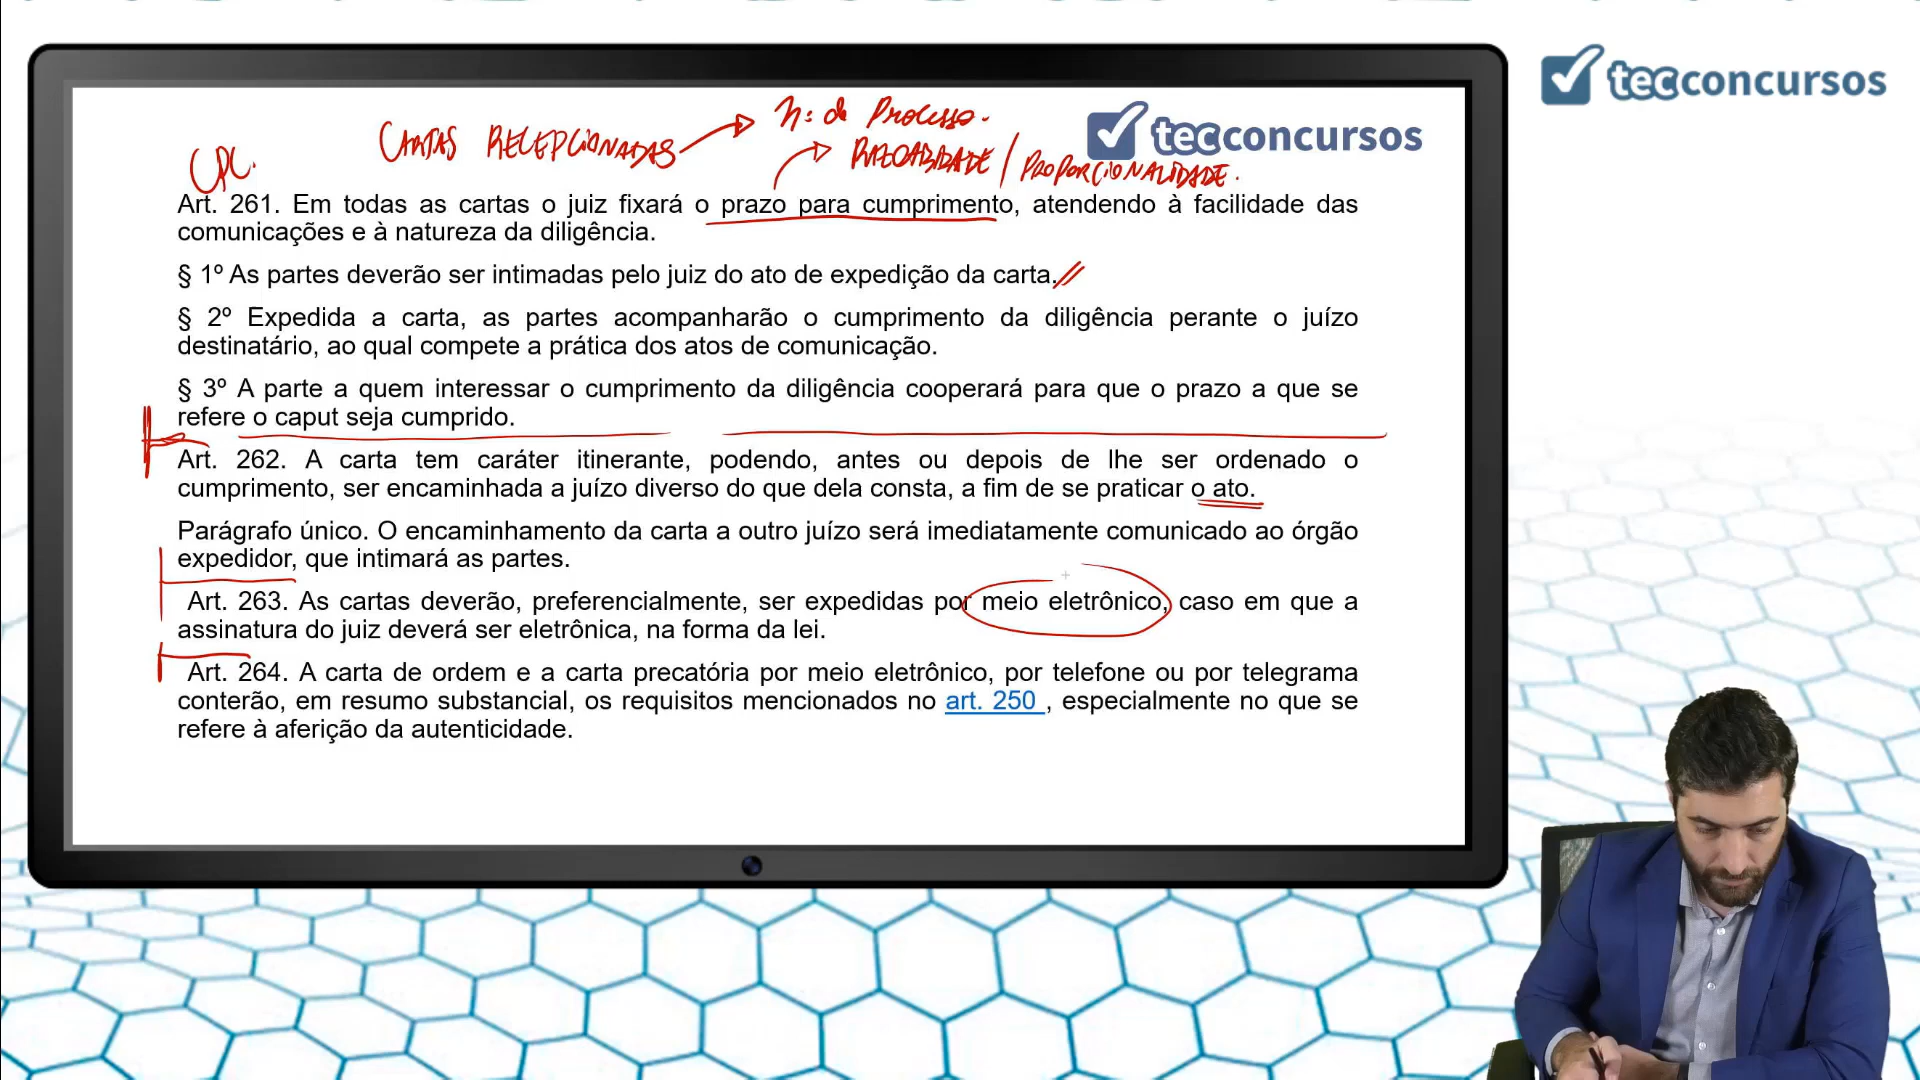 tecconcursos
CARTAS RECEPCIONADAS
n: de Processo.
tecconcursos
CPC.
RAZOABILIDADE / PROPORCIONALIDADE.
Art. 261. Em todas as cartas o juiz fixará o prazo para cumprimento, atendendo à facilidade das
comunicações e à natureza da diligência.
§ 1º As partes deverão ser intimadas pelo juiz do ato de expedição da carta.
§ 2º Expedida a carta, as partes acompanharão o cumprimento da diligência perante o juízo
destinatário, ao qual compete a prática dos atos de comunicação.
§ 3º A parte a quem interessar o cumprimento da diligência cooperará para que o prazo a que se
refere o caput seja cumprido.
Art. 262. A carta tem caráter itinerante, podendo, antes ou depois de lhe ser ordenado o
cumprimento, ser encaminhada a juízo diverso do que dela consta, a fim de se praticar o ato.
Parágrafo único. O encaminhamento da carta a outro juízo será imediatamente comunicado ao órgão
expedidor, que intimará as partes.
Art. 263. As cartas deverão, preferencialmente, ser expedidas por meio eletrônico, caso em que a
assinatura do juiz deverá ser eletrônica, na forma da lei.
Art. 264. A carta de ordem e a carta precatória por meio eletrônico, por telefone ou por telegrama
conterão, em resumo substancial, os requisitos mencionados no art. 250 , especialmente no que se
refere à aferição da autenticidade.